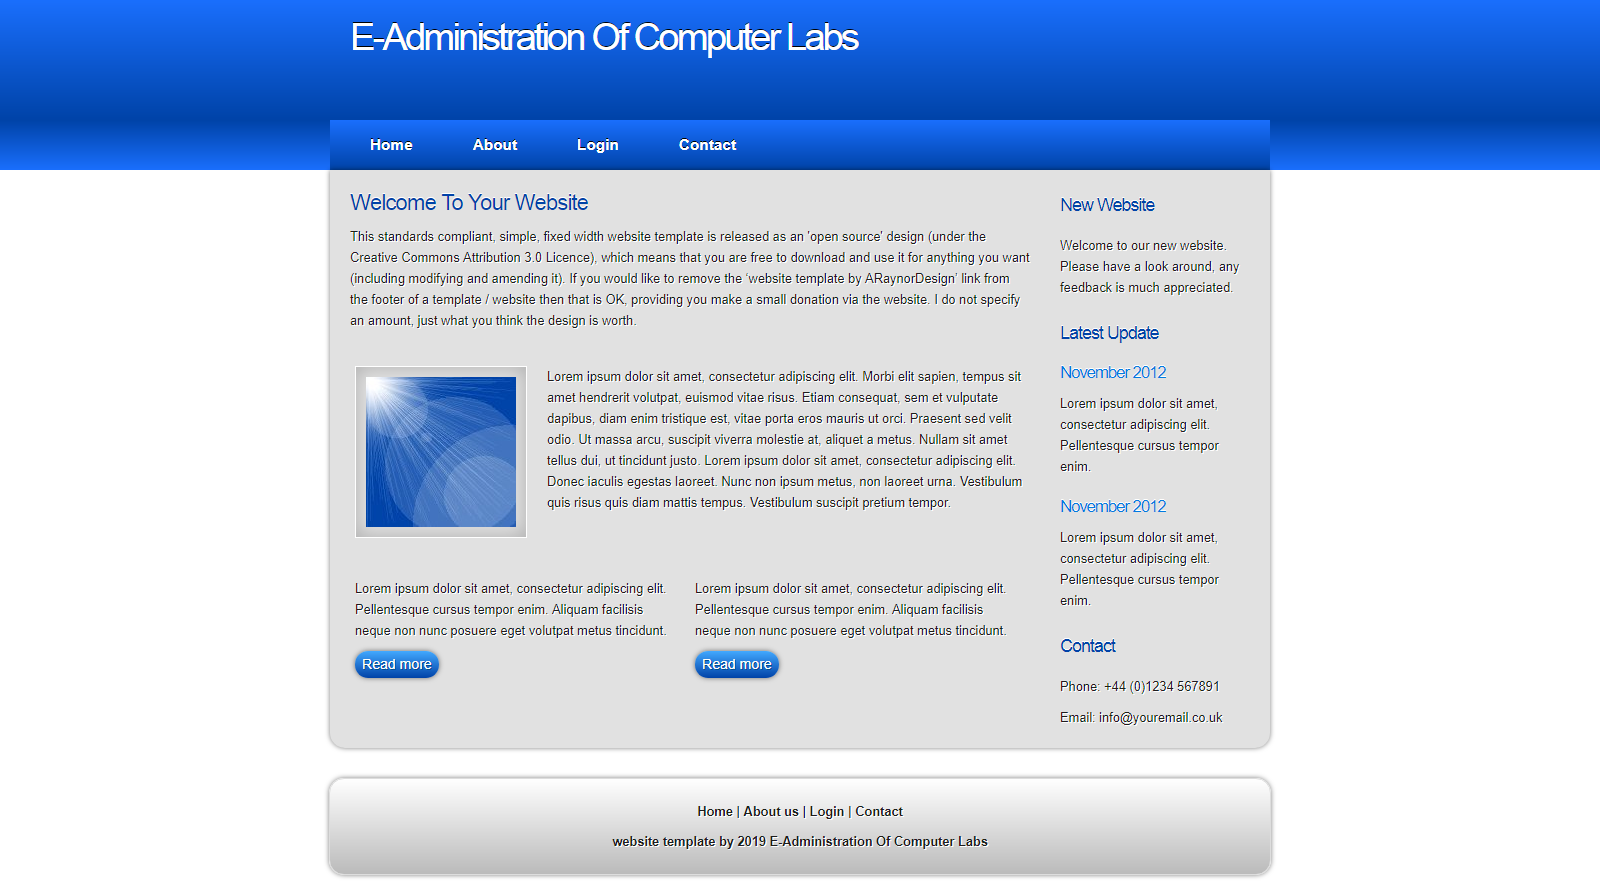 E-Administration Of Computer Labs
Home
About
Login
Contact
Welcome To Your Website
This standards compliant, simple, fixed width website template is released as an 'open source' design (under the
Creative Commons Attribution 3.0 Licence), which means that you are free to download and use it for anything you want
(including modifying and amending it). If you would like to remove the ‘website template by ARaynorDesign’ link from
the footer of a template / website then that is OK, providing you make a small donation via the website. I do not specify
an amount, just what you think the design is worth.
Lorem ipsum dolor sit amet, consectetur adipiscing elit. Morbi elit sapien, tempus sit
amet hendrerit volutpat, euismod vitae risus. Etiam consequat, sem et vulputate
dapibus, diam enim tristique est, vitae porta eros mauris ut orci. Praesent sed velit
odio. Ut massa arcu, suscipit viverra molestie at, aliquet a metus. Nullam sit amet
tellus dui, ut tincidunt justo. Lorem ipsum dolor sit amet, consectetur adipiscing elit.
Donec iaculis egestas laoreet. Nunc non ipsum metus, non laoreet urna. Vestibulum
quis risus quis diam mattis tempus. Vestibulum suscipit pretium tempor.
Lorem ipsum dolor sit amet, consectetur adipiscing elit.
Pellentesque cursus tempor enim. Aliquam facilisis
neque non nunc posuere eget volutpat metus tincidunt.
Read more
Lorem ipsum dolor sit amet, consectetur adipiscing elit.
Pellentesque cursus tempor enim. Aliquam facilisis
neque non nunc posuere eget volutpat metus tincidunt.
Read more
New Website
Welcome to our new website.
Please have a look around, any
feedback is much appreciated.
Latest Update
November 2012
Lorem ipsum dolor sit amet,
consectetur adipiscing elit.
Pellentesque cursus tempor
enim.
November 2012
Lorem ipsum dolor sit amet,
consectetur adipiscing elit.
Pellentesque cursus tempor
enim.
Contact
Phone: +44 (0)1234 567891
Email: info@youremail.co.uk
Home | About us | Login | Contact
website template by 2019 E-Administration Of Computer Labs